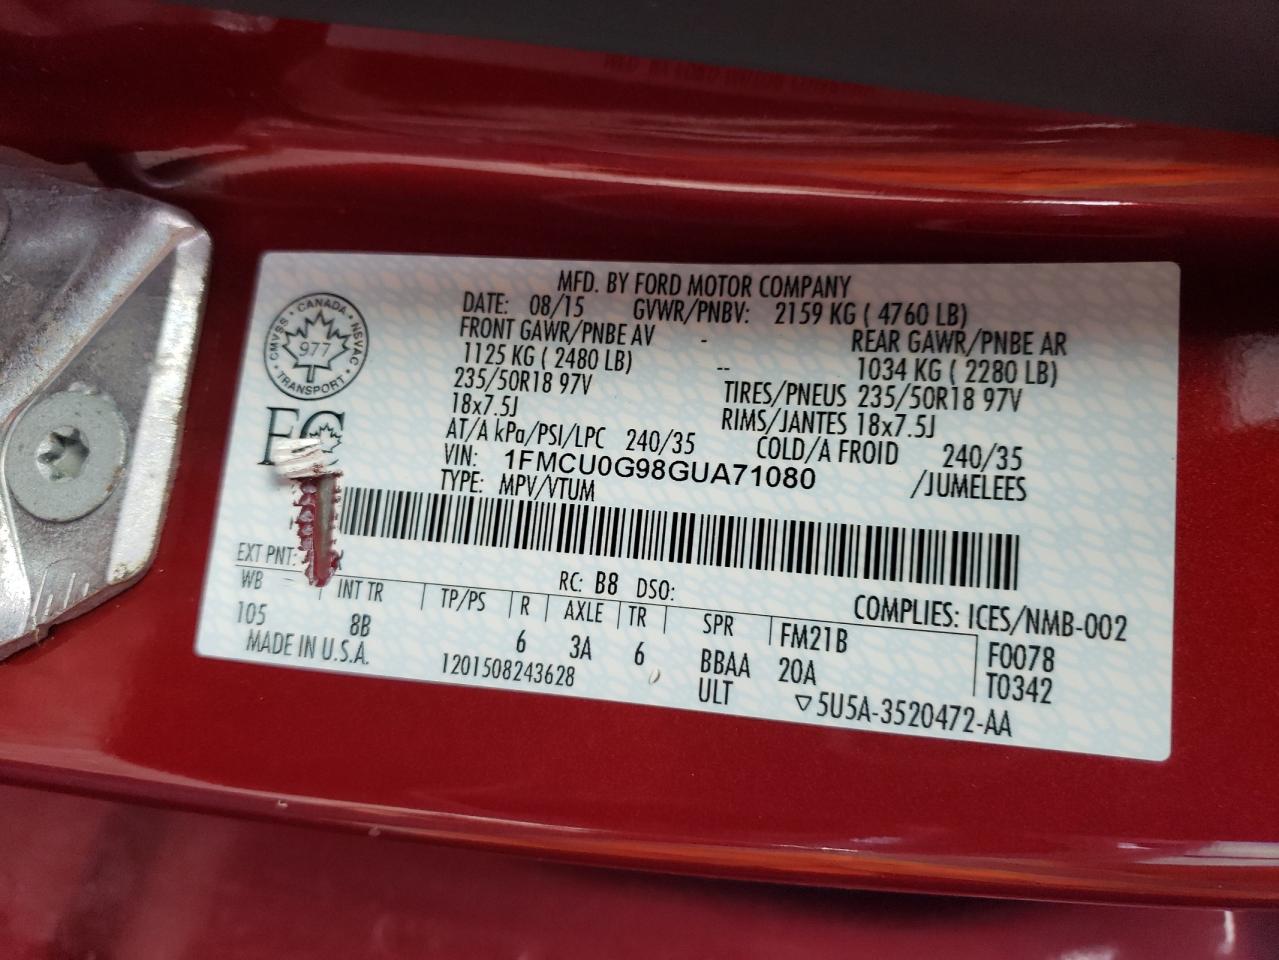 MFD. BY FORD MOTOR COMPANY
DATE: 08/15 GVWR/PNBV: 2159 KG ( 4760 LB)
FRONT GAWR/PNBE AV - REAR GAWR/PNBE AR
1125 KG ( 2480 LB) -- 1034 KG ( 2280 LB)
235/50R18 97V TIRES/PNEUS 235/50R18 97V
18x7.5J RIMS/JANTES 18x7.5J
AT/A kPa/PSI/LPC 240/35 COLD/A FROID 240/35
VIN: 1FMCU0G98GUA71080 /JUMELEES
TYPE: MPV/VTUM
CANADA
CMVSS 977 NSVAC
TRANSPORT
EXT PNT: RC: B8 DSO:
COMPLIES: ICES/NMB-002
WB INT TR TP/PS R AXLE TR SPR FM21B F0078
105 8B 6 3A 6 BBAA 20A T0342
MADE IN U.S.A. 1201508243628 ULT ▽5U5A-3520472-AA